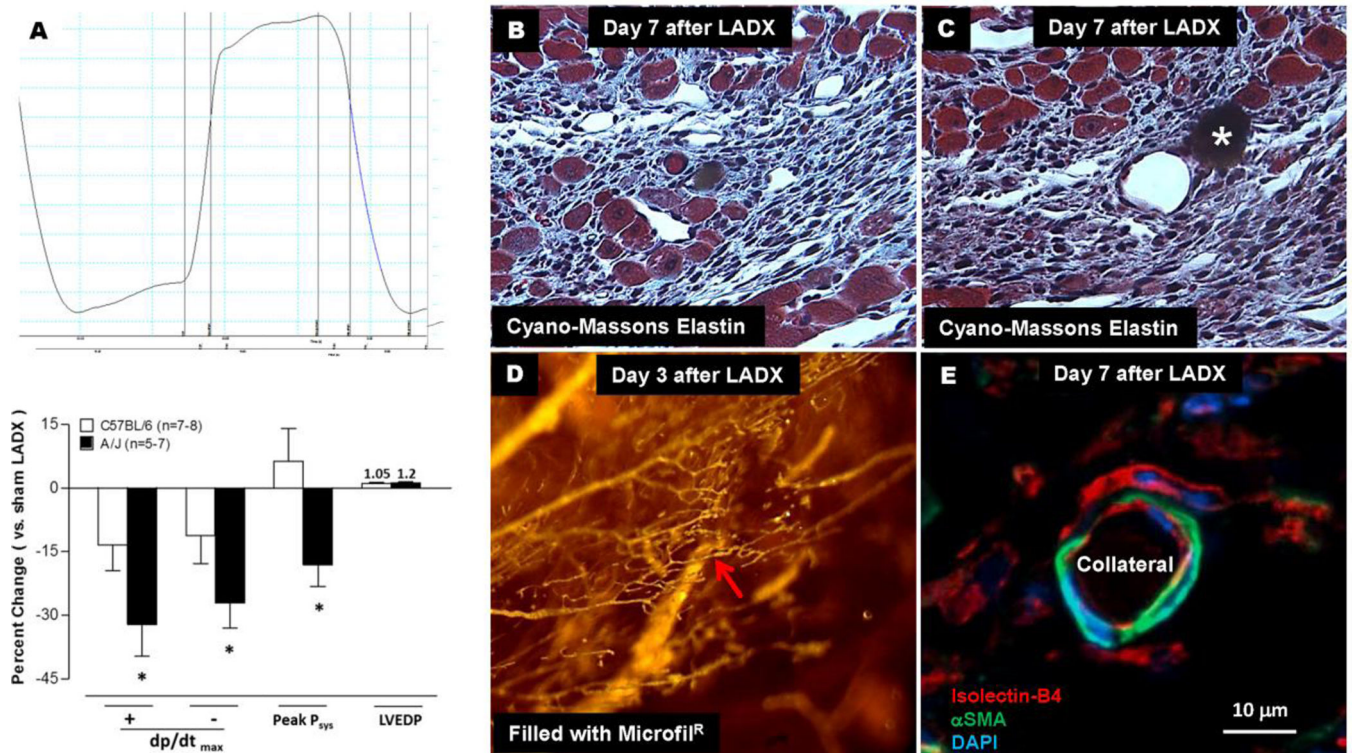 A
C57BL/6 (n=7-8)
A/J (n=5-7)
Percent Change ( vs. sham LADX )
15
0
-15
-30
-45
1.05 1.2
*
*
*
+
-
Peak Psys
LVEDP
dp/dt max
B
Day 7 after LADX
Cyano-Massons Elastin
C
Day 7 after LADX
*
Cyano-Massons Elastin
D
Day 3 after LADX
Filled with MicrofilR
E
Day 7 after LADX
Collateral
Isolectin-B4
αSMA
DAPI
10 µm